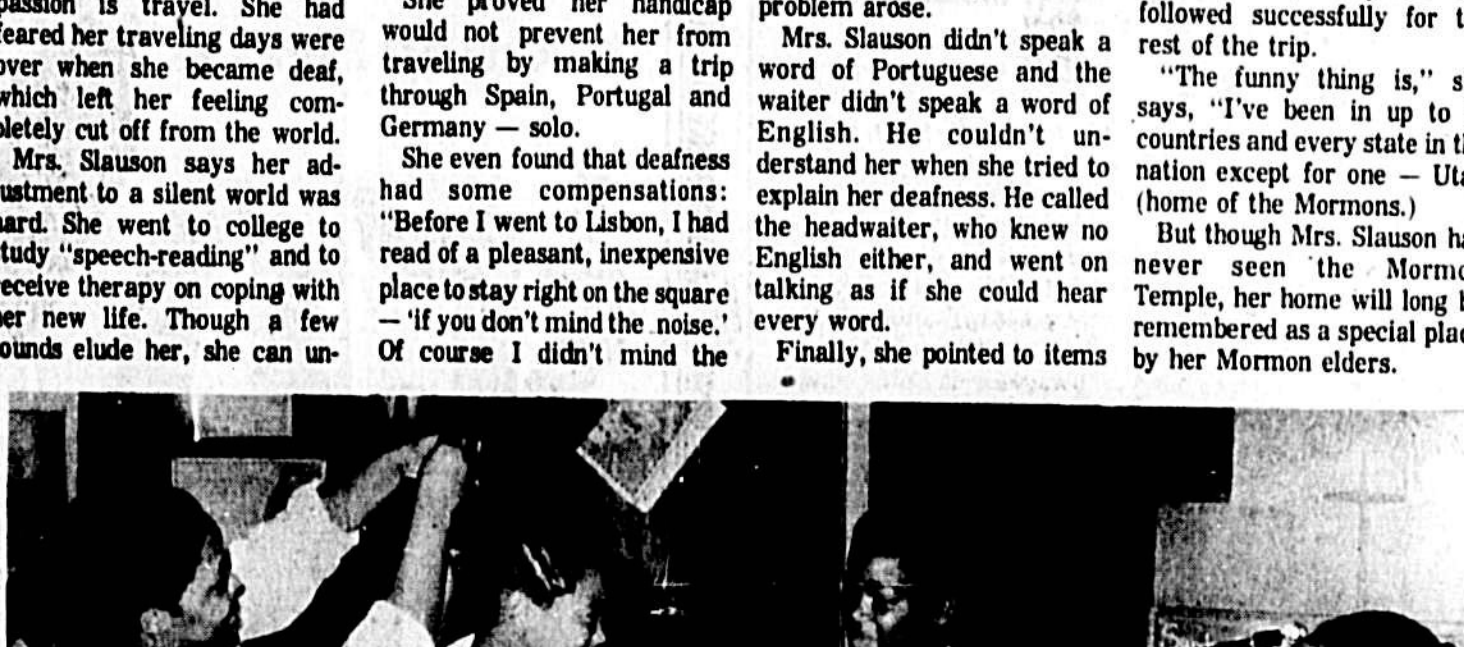 passion is travel. She had
feared her traveling days were
over when she became deaf,
which left her feeling com-
pletely cut off from the world.
Mrs. Slauson says her ad-
justment to a silent world was
hard. She went to college to
study "speech-reading" and to
receive therapy on coping with
her new life. Though a few
sounds elude her, she can un-
She proved her handicap
would not prevent her from
traveling by making a trip
through Spain, Portugal and
Germany — solo.
She even found that deafness
had some compensations:
"Before I went to Lisbon, I had
read of a pleasant, inexpensive
place to stay right on the square
— 'if you don't mind the noise.'
Of course I didn't mind the
problem arose.
Mrs. Slauson didn't speak a
word of Portuguese and the
waiter didn't speak a word of
English. He couldn't un-
derstand her when she tried to
explain her deafness. He called
the headwaiter, who knew no
English either, and went on
talking as if she could hear
every word.
Finally, she pointed to items
followed successfully for t
rest of the trip.
"The funny thing is," s
says, "I've been in up to
countries and every state in th
nation except for one — Uta
(home of the Mormons.)
But though Mrs. Slauson ha
never seen the Mormo
Temple, her home will long b
remembered as a special plac
by her Mormon elders.